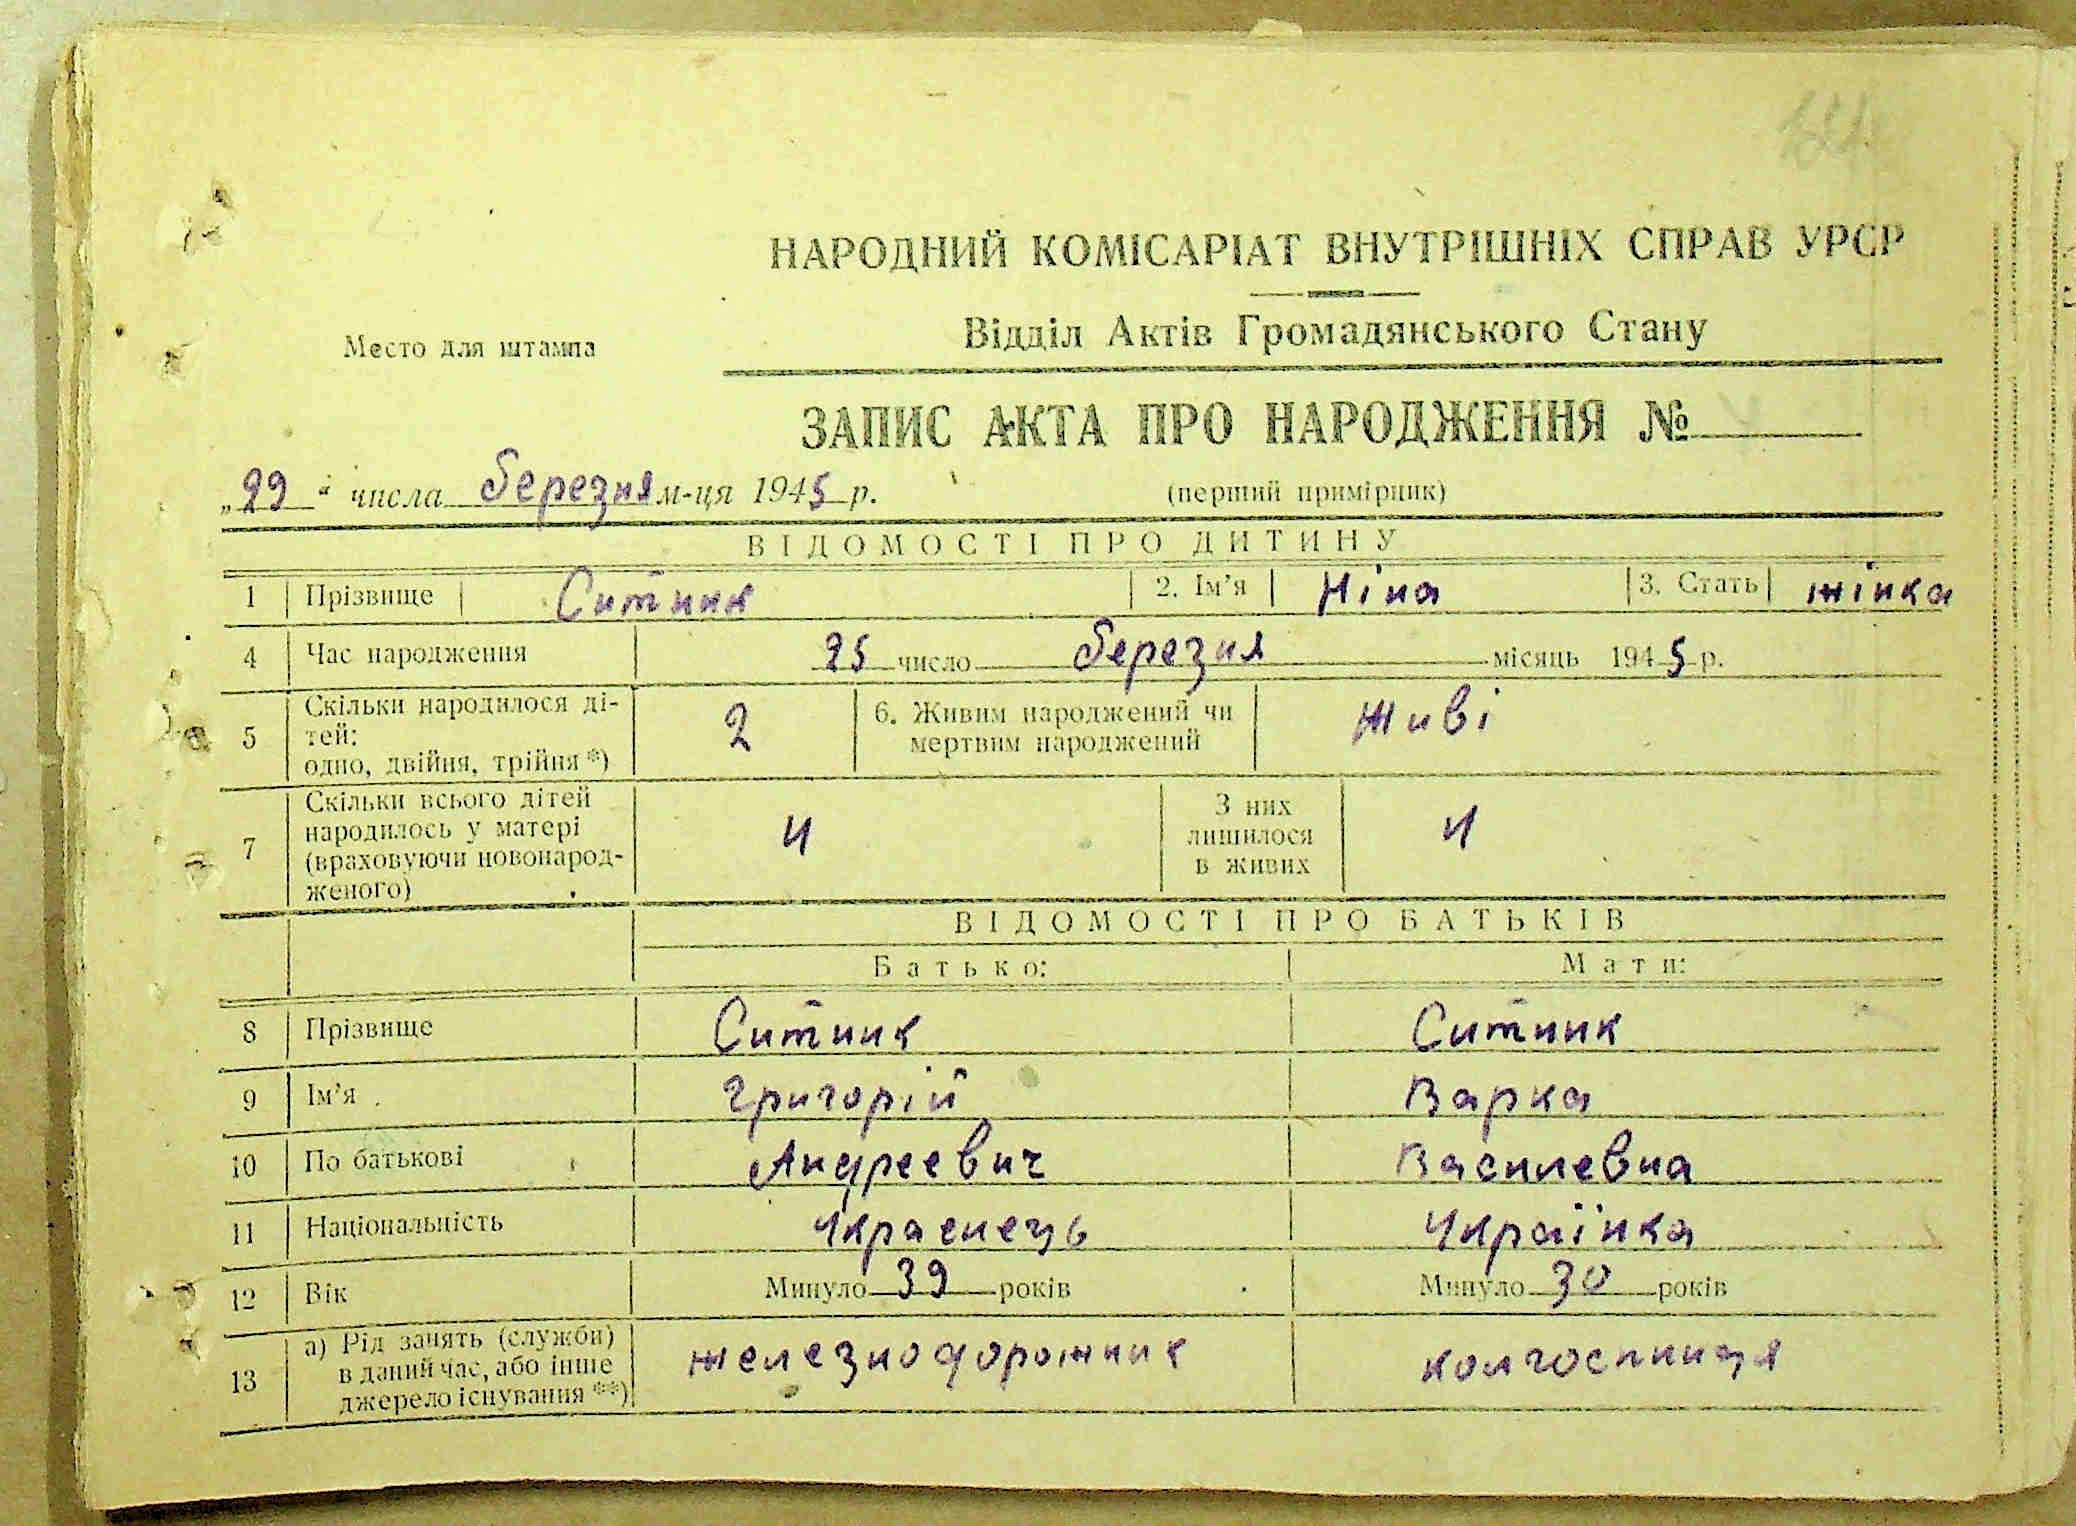 НАРОДНИЙ КОМІСАРІАТ ВНУТРІШНІХ СПРАВ УРСР
Место для штампа
Відділ Актів Громадянського Стану
ЗАПИС АКТА ПРО НАРОДЖЕННЯ №
„29“ числа березня м-ця 1945 р.
(перший примірник)
ВІДОМОСТІ ПРО ДИТИНУ
1 Прізвище Ситник 2. Ім’я Ніна 3. Стать жінка
4 Час народження 25 число березня місяць 1945 р.
5 Скільки народилося ді-
тей:
одно, двійня, трійня *)
2
6. Живим народжений чи
мертвим народжений
Живі
7 Скільки всього дітей
народилось у матері
(враховуючи новонарод-
женого)
4
З них
лишилося
в живих
4
ВІДОМОСТІ ПРО БАТЬКІВ
Батько: Мати:
8 Прізвище Ситник Ситник
9 Ім’я Григорій Варка
10 По батькові Андреевич Василевна
11 Національність Украенець Українка
12 Вік Минуло 39 років Минуло 30 років
13 а) Рід занять (служби)
в даний час, або інше
джерело існування **)
железнодорожник колгоспниця